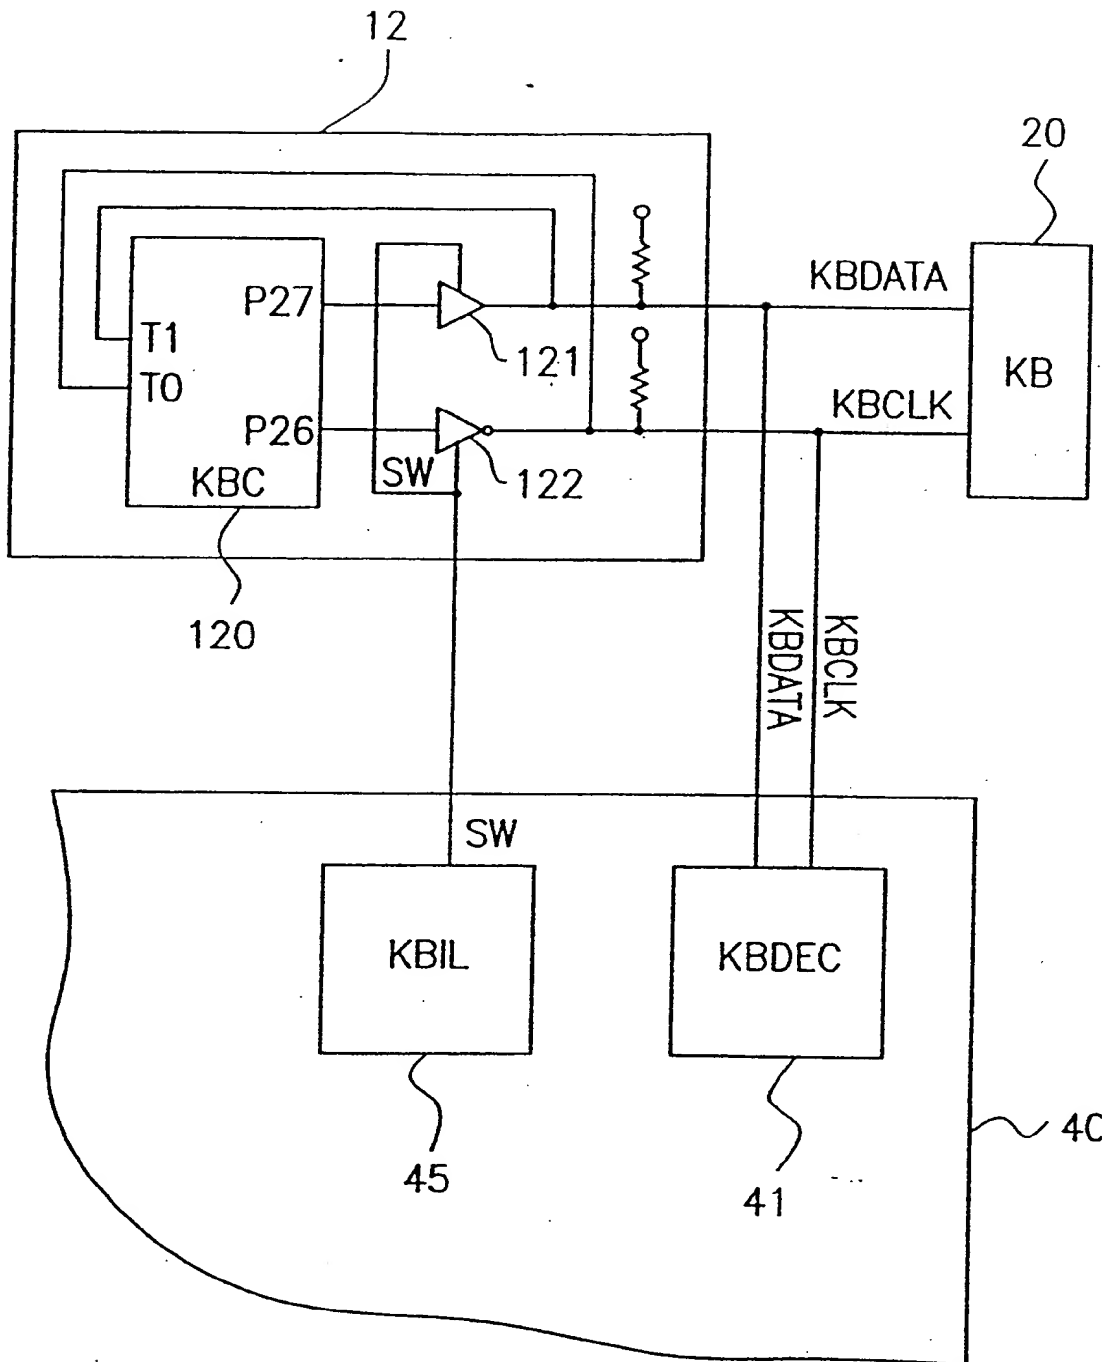 12
20
P27
KBDATA
T1
121
KB
T0
KBCLK
P26
SW
122
KBC
120
KBDATA
KBCLK
SW
KBIL
KBDEC
45
41
40